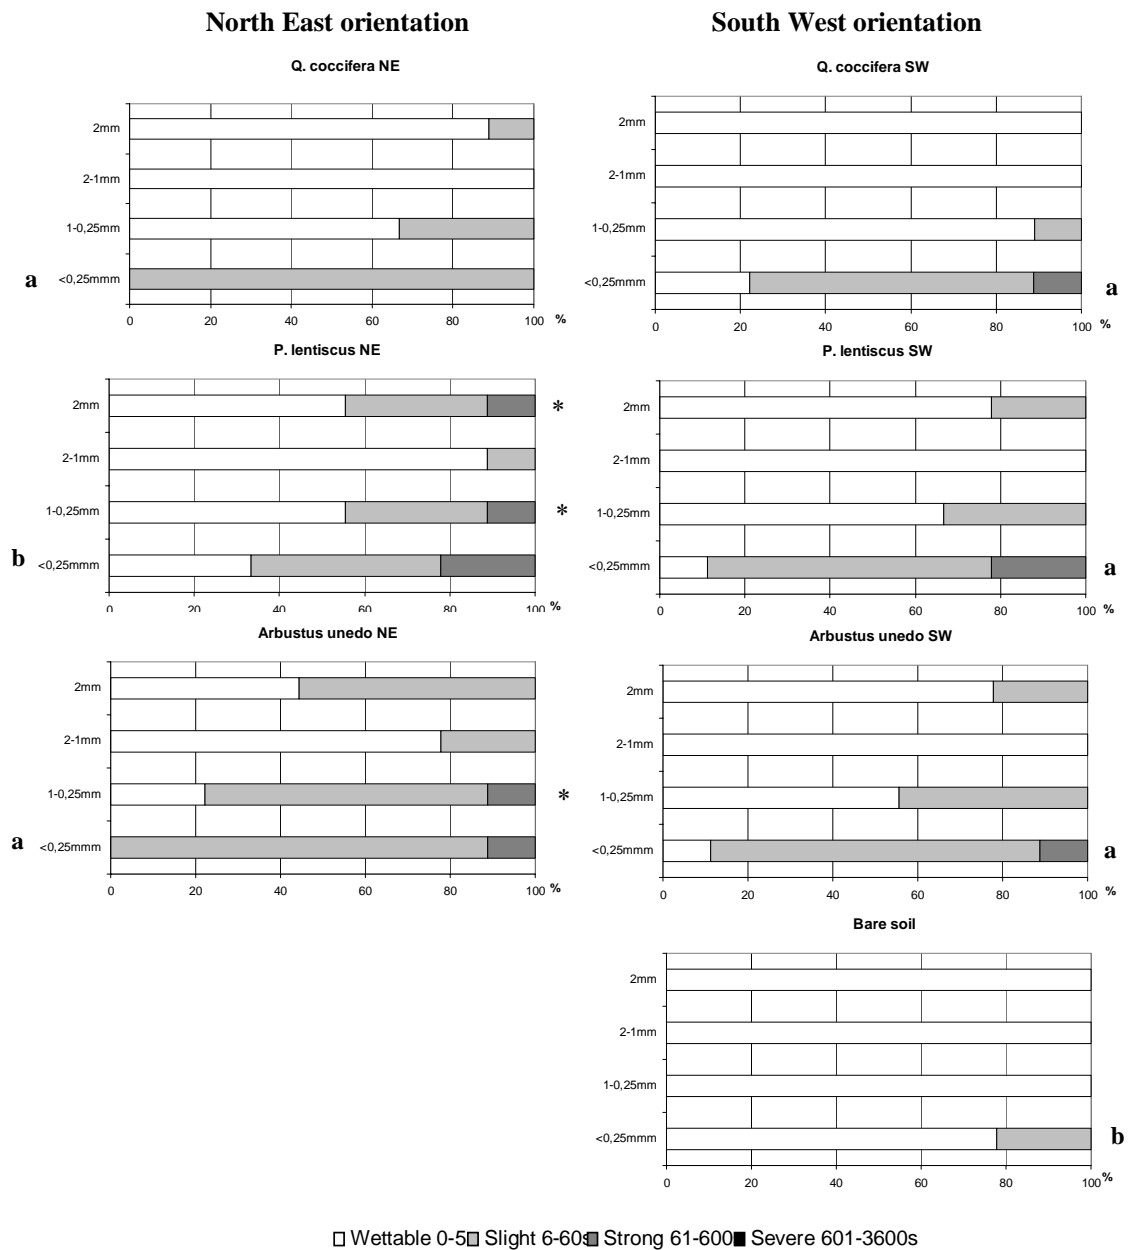 North East orientation
South West orientation
Q. coccifera NE
2mm
2-1mm
1-0,25mm
a <0,25mmm
0 20 40 60 80 100 %
Q. coccifera SW
2mm
2-1mm
1-0,25mm
<0,25mmm a
0 20 40 60 80 100 %
P. lentiscus NE
2mm *
2-1mm
1-0,25mm *
b <0,25mmm
0 20 40 60 80 100 %
P. lentiscus SW
2mm
2-1mm
1-0,25mm
<0,25mmm a
0 20 40 60 80 100 %
Arbustus unedo NE
2mm
2-1mm
1-0,25mm *
a <0,25mmm
0 20 40 60 80 100 %
Arbustus unedo SW
2mm
2-1mm
1-0,25mm
<0,25mmm a
0 20 40 60 80 100 %
Bare soil
2mm
2-1mm
1-0,25mm
<0,25mmm b
0 20 40 60 80 100 %
Wettable 0-5 Slight 6-60s Strong 61-600 Severe 601-3600s